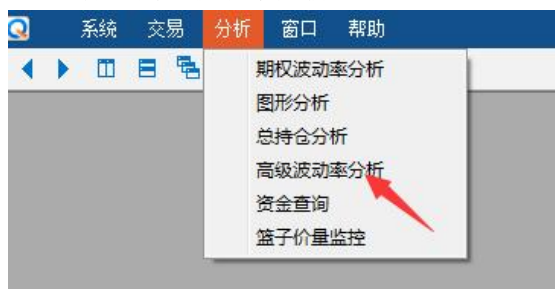 系统 交易 分析 窗口 帮助
期权波动率分析
图形分析
总持仓分析
高级波动率分析
资金查询
篮子价量监控